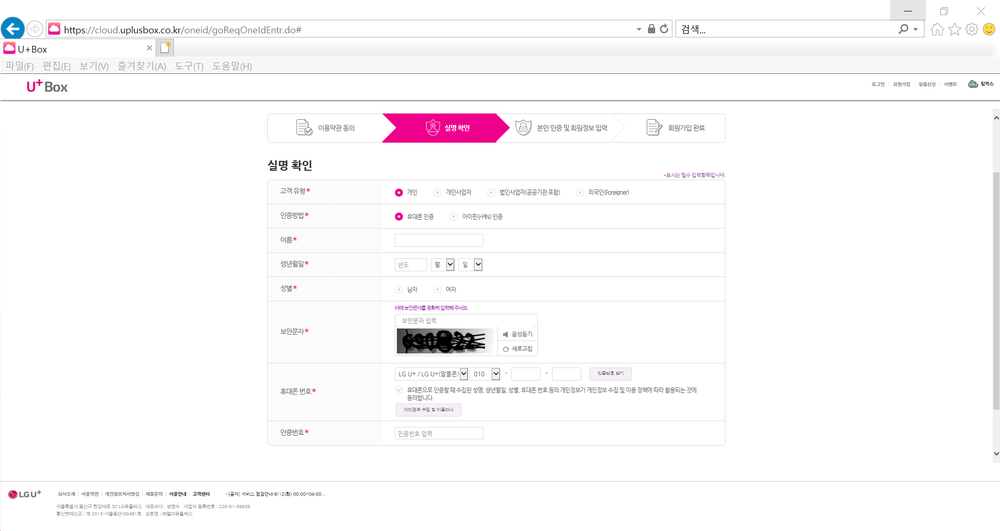 https://cloud.uplusbox.co.kr/oneid/goReqOneIdEntr.do#
검색...
U+Box
파일(F) 편집(E) 보기(V) 즐겨찾기(A) 도구(T) 도움말(H)
U+ Box
로그인 회원가입 상품신청 이벤트 팀박스
이용약관 동의
실명 확인
본인 인증 및 회원정보 입력
회원가입 완료
실명 확인
*표시는 필수 입력항목입니다.
고객 유형* 개인 개인사업자 법인사업자(공공기관 포함) 외국인(Foreigner)
인증방법* 휴대폰 인증 아이핀(i-PIN) 인증
이름*
생년월일* 년도 월 일
성별* 남자 여자
아래 보안문자를 정확히 입력해 주세요.
보안문자 입력
보안문자*
음성듣기
새로고침
LG U+ / LG U+(알뜰폰) 010 - - 인증번호 받기
휴대폰 번호*
휴대폰으로 인증할 때 수집된 성명, 생년월일, 성별, 휴대폰 번호 등의 개인정보가 개인정보 수집 및 이용 정책에 따라 활용되는 것에
동의합니다.
개인정보 수집 및 이용안내
인증번호* 인증번호 입력
LG U+
회사소개 이용약관 개인정보처리방침 제휴문의 이용안내 고객센터 • [공지] 서비스 점검안내 6/12(화) 00:00~04:00...
서울특별시 용산구 한강대로 32 LG유플러스 대표이사 : 권영수 사업자 등록번호 : 220-81-39938
통신판매신고 : 제 2015-서울용산-00481호 상호명 : ㈜엘지유플러스